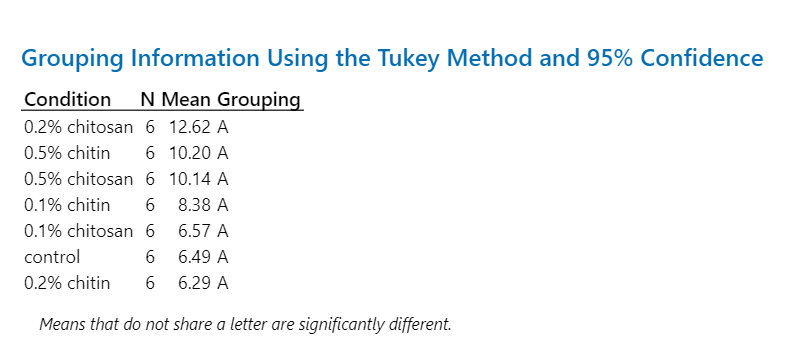 Grouping Information Using the Tukey Method and 95% Confidence
Condition N Mean Grouping
0.2% chitosan 6 12.62 A
0.5% chitin 6 10.20 A
0.5% chitosan 6 10.14 A
0.1% chitin 6 8.38 A
0.1% chitosan 6 6.57 A
control 6 6.49 A
0.2% chitin 6 6.29 A
Means that do not share a letter are significantly different.